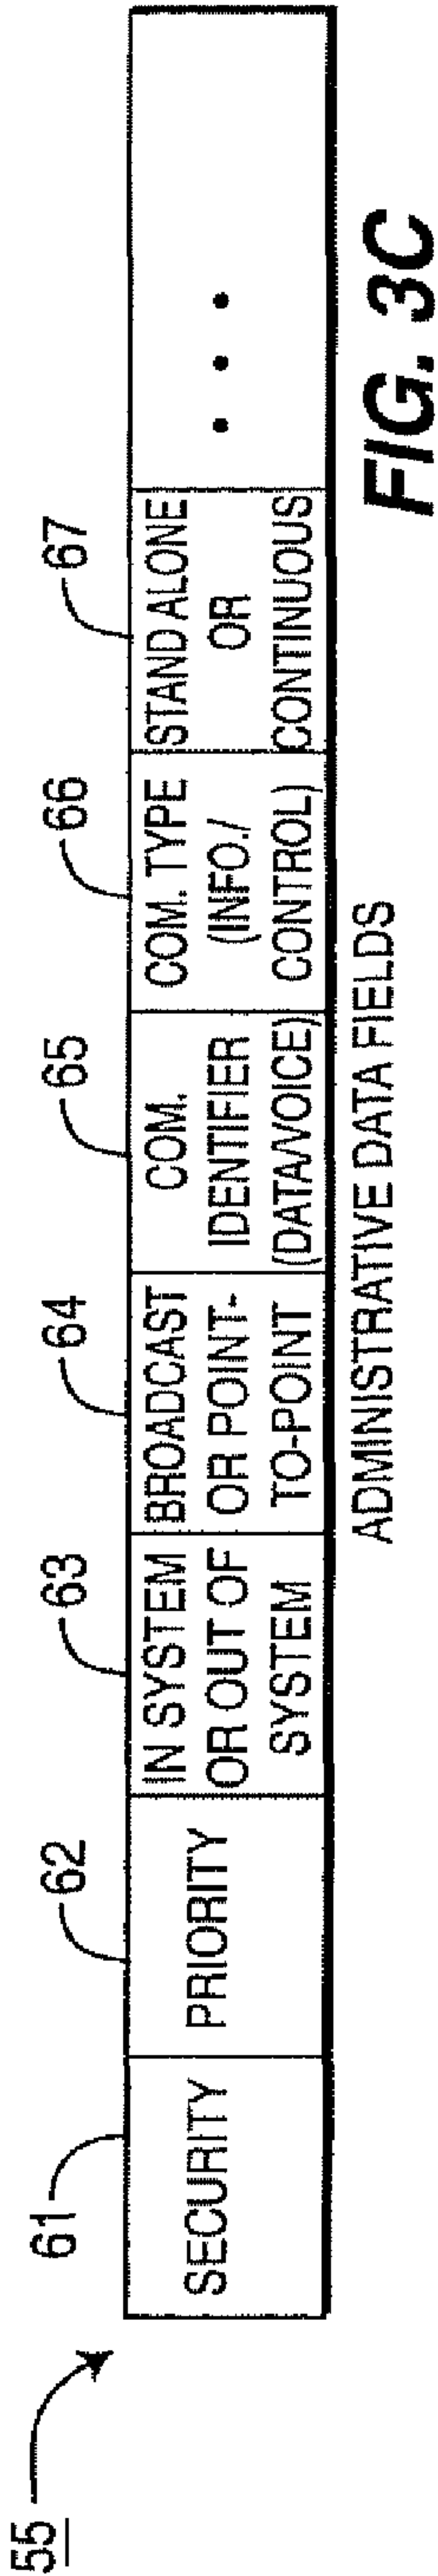 55
61
62
63
64
65
66
67
SECURITY
PRIORITY
IN SYSTEM
OR OUT OF
SYSTEM
BROADCAST
OR POINT-
TO-POINT
COM.
IDENTIFIER
(DATA/VOICE)
COM. TYPE
(INFO./
CONTROL)
STAND ALONE
OR
CONTINUOUS
• • •
ADMINISTRATIVE DATA FIELDS
FIG. 3C